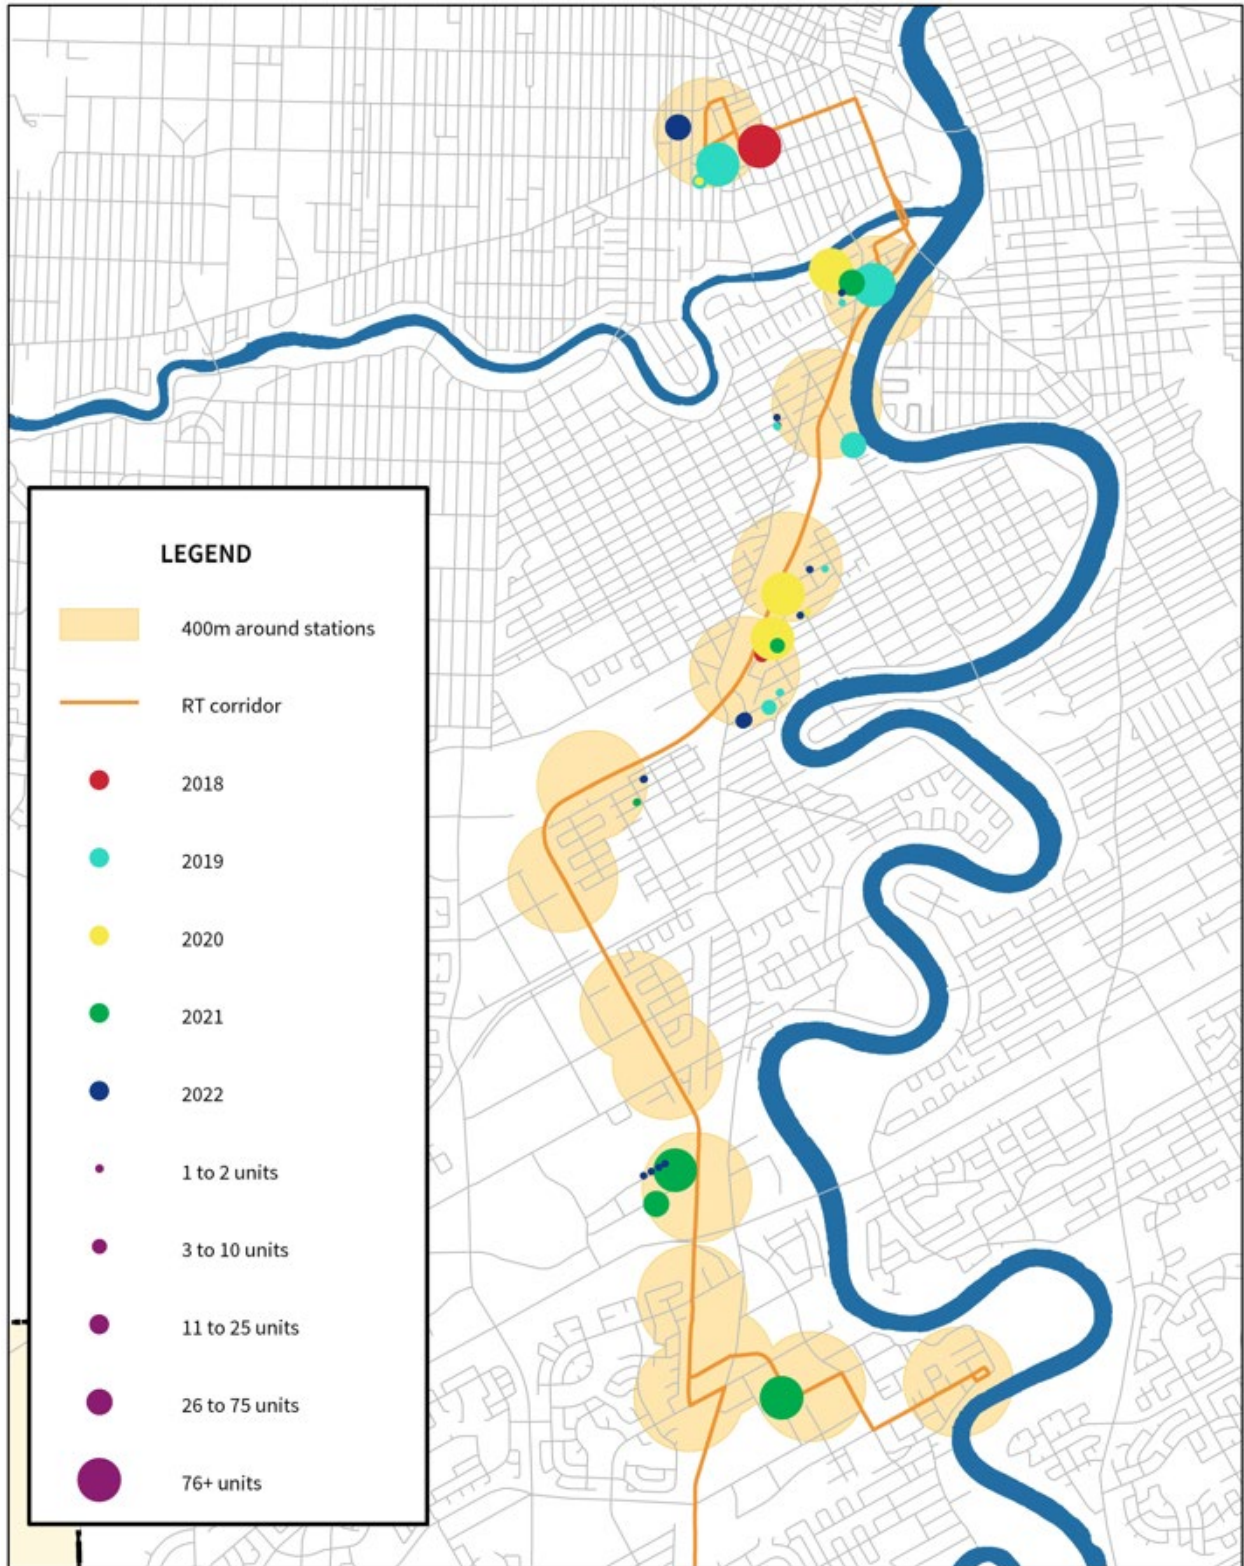 LEGEND
400m around stations
RT corridor
2018
2019
2020
2021
2022
1 to 2 units
3 to 10 units
11 to 25 units
26 to 75 units
76+ units